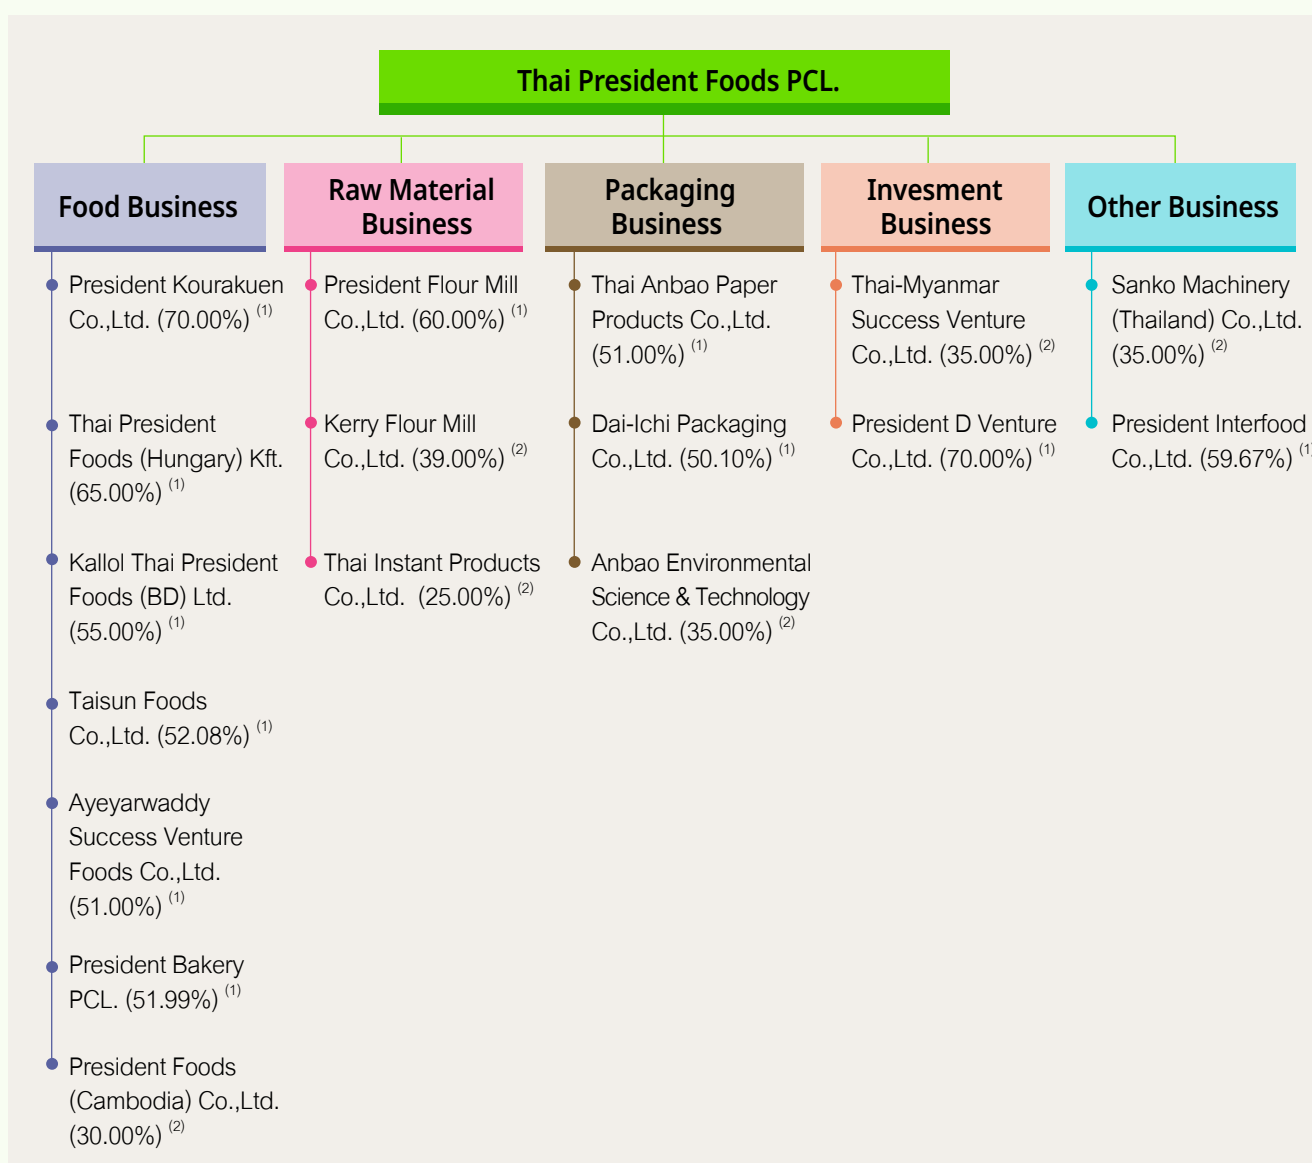 Thai President Foods PCL.
Food Business
President Kourakuen
Co.,Ltd. (70.00%) (1)
Thai President
Foods (Hungary) Kft.
(65.00%) (1)
Kallol Thai President
Foods (BD) Ltd.
(55.00%) (1)
Taisun Foods
Co.,Ltd. (52.08%) (1)
Ayeyarwaddy
Success Venture
Foods Co.,Ltd.
(51.00%) (1)
President Bakery
PCL. (51.99%) (1)
President Foods
(Cambodia) Co.,Ltd.
(30.00%) (2)
Raw Material
Business
President Flour Mill
Co.,Ltd. (60.00%) (1)
Kerry Flour Mill
Co.,Ltd. (39.00%) (2)
Thai Instant Products
Co.,Ltd. (25.00%) (2)
Packaging
Business
Thai Anbao Paper
Products Co.,Ltd.
(51.00%) (1)
Dai-Ichi Packaging
Co.,Ltd. (50.10%) (1)
Anbao Environmental
Science & Technology
Co.,Ltd. (35.00%) (2)
Invesment
Business
Thai-Myanmar
Success Venture
Co.,Ltd. (35.00%) (2)
President D Venture
Co.,Ltd. (70.00%) (1)
Other Business
Sanko Machinery
(Thailand) Co.,Ltd.
(35.00%) (2)
President Interfood
Co.,Ltd. (59.67%) (1)